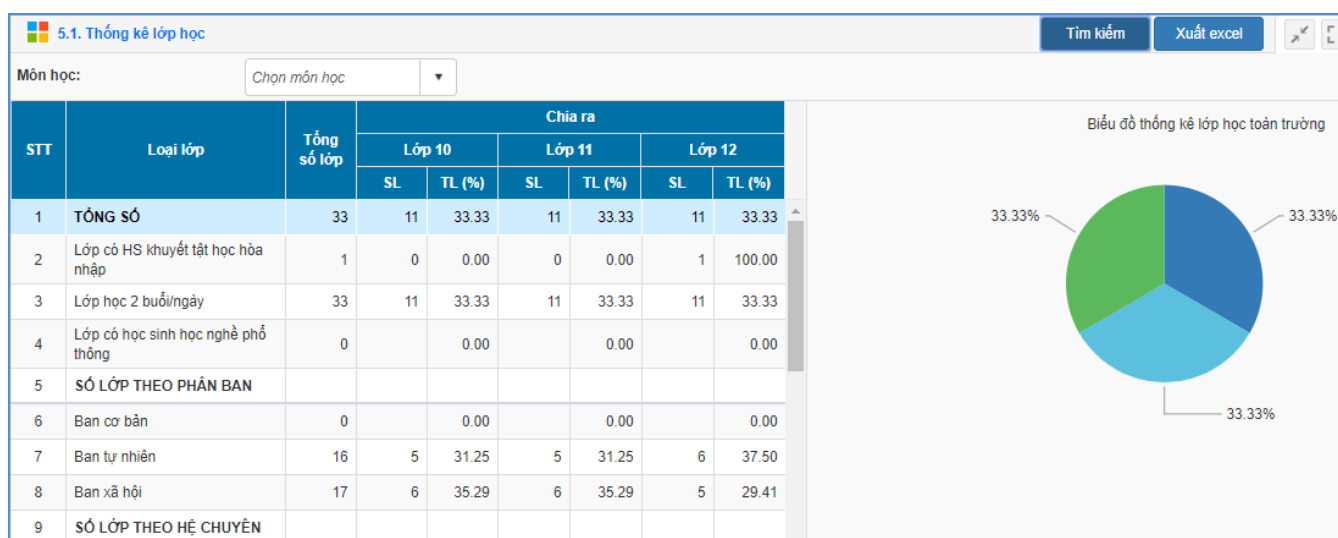 5.1. Thống kê lớp học
Tìm kiếm
Xuất excel
Môn học:
Chọn môn học
STT
Loại lớp
Tổng số lớp
Chia ra
Lớp 10
Lớp 11
Lớp 12
SL TL (%) SL TL (%) SL TL (%)
1 TỔNG SỐ 33 11 33.33 11 33.33 11 33.33
2 Lớp có HS khuyết tật học hòa nhập 1 0 0.00 0 0.00 1 100.00
3 Lớp học 2 buổi/ngày 33 11 33.33 11 33.33 11 33.33
4 Lớp có học sinh học nghề phổ thông 0 0.00 0.00 0.00
5 SỐ LỚP THEO PHÂN BAN
6 Ban cơ bản 0 0.00 0.00 0.00
7 Ban tự nhiên 16 5 31.25 5 31.25 6 37.50
8 Ban xã hội 17 6 35.29 6 35.29 5 29.41
9 SỐ LỚP THEO HỆ CHUYÊN
Biểu đồ thống kê lớp học toàn trường
33.33%
33.33%
33.33%